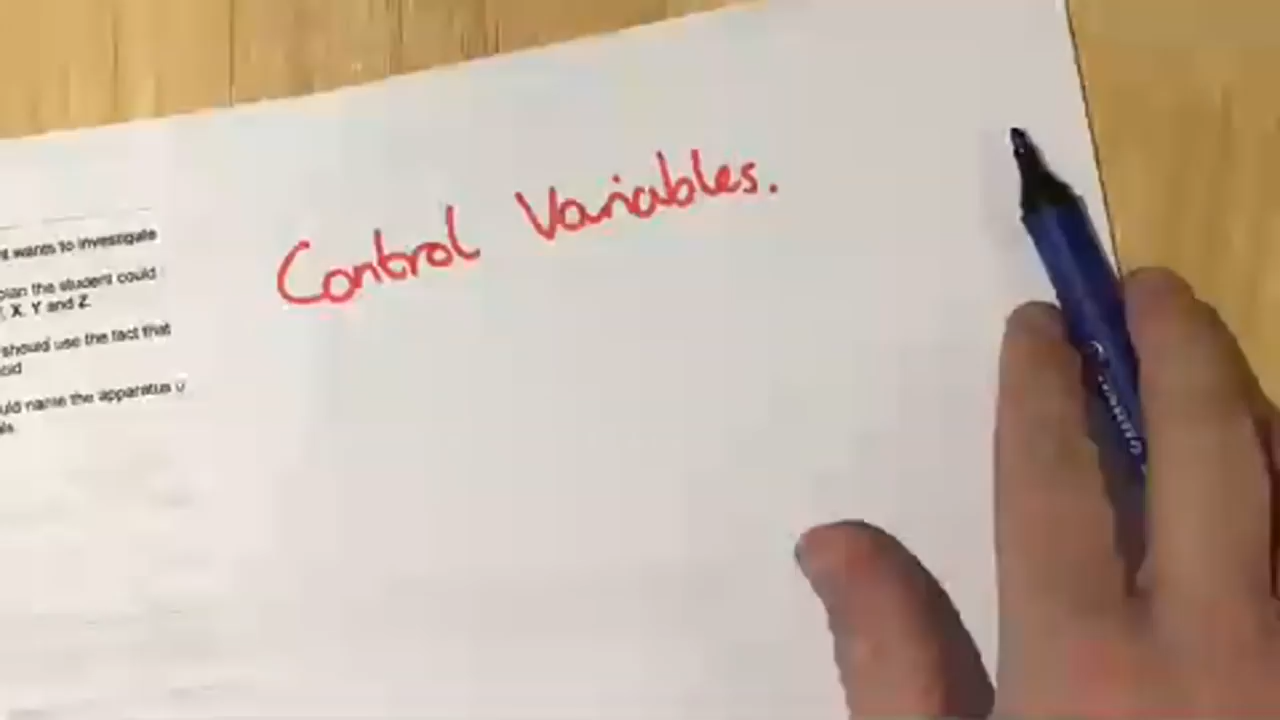 Control Variables.
t wants to investigate
plan the student could
X, Y and Z.
should use the fact that
cid
uld name the apparatus